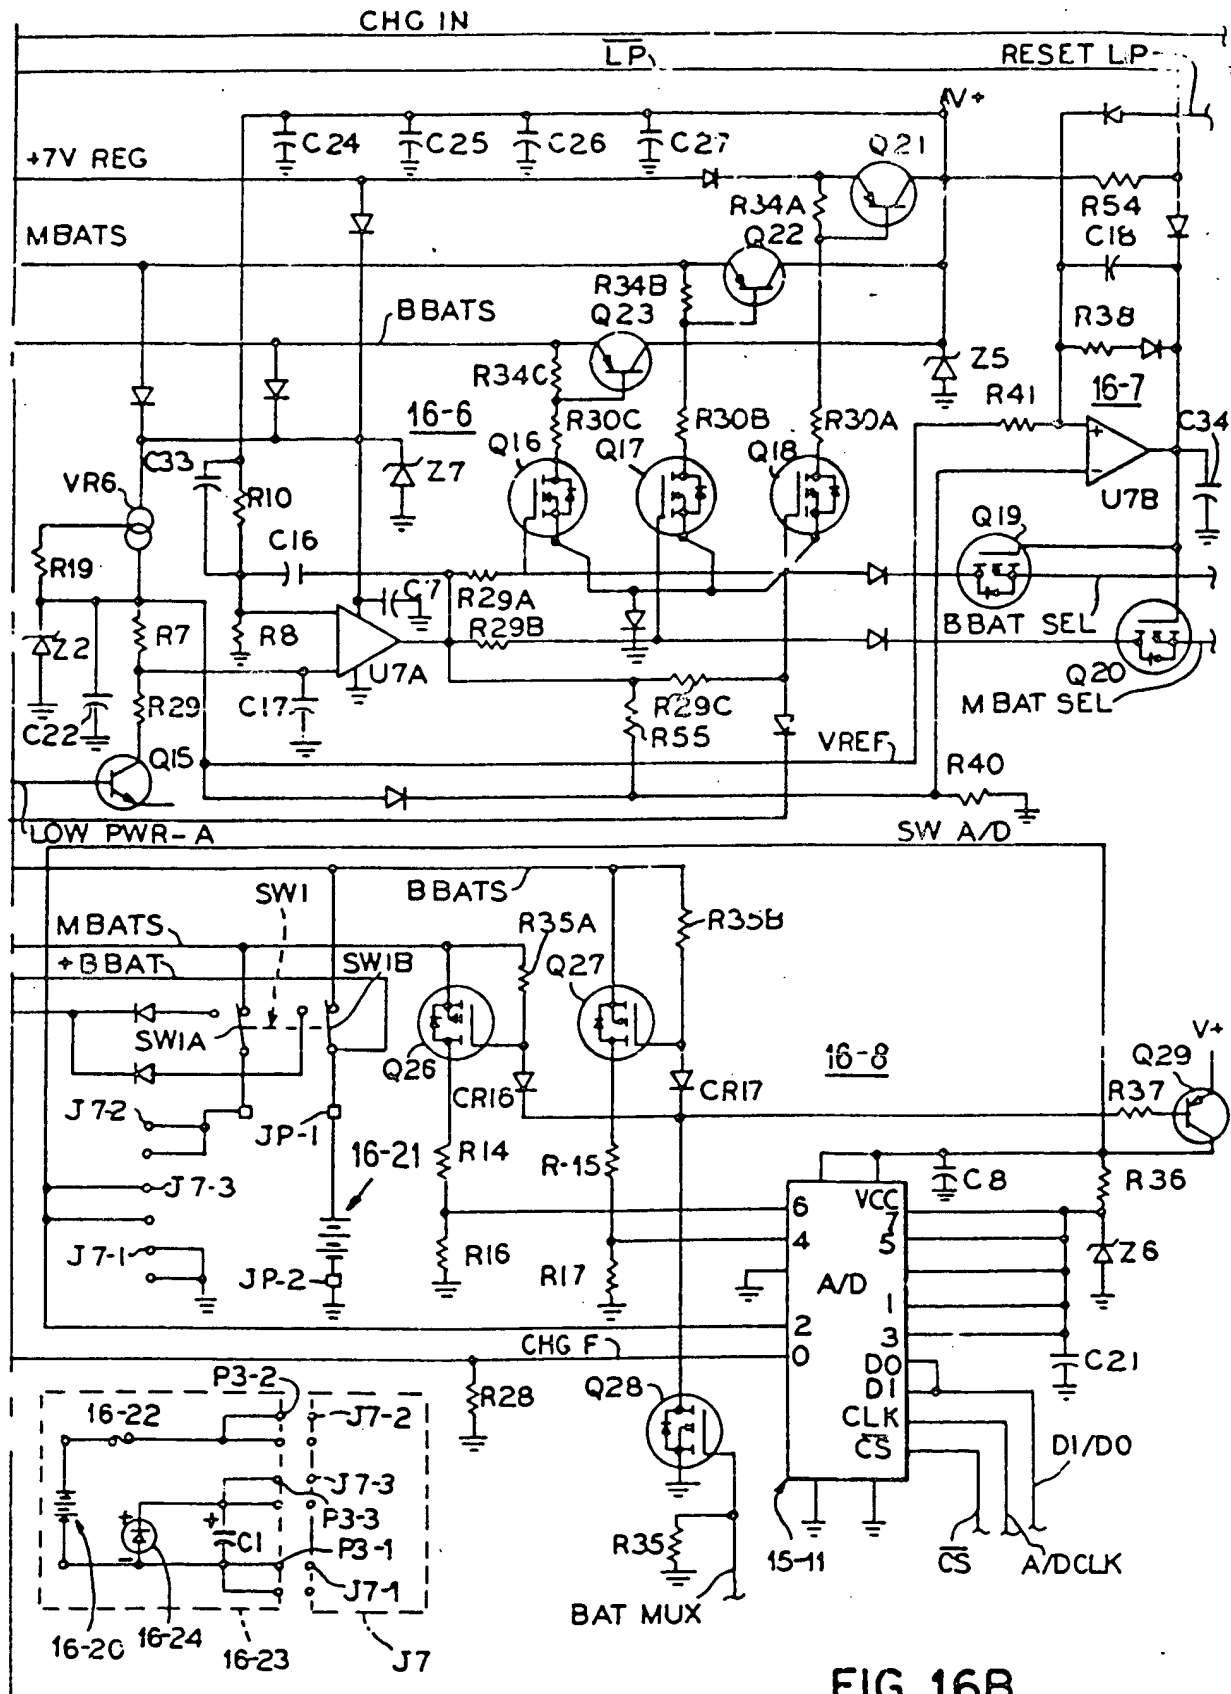 CHG IN
LP
RESET LP
V+
C24
C25
C26
C27
Q21
+7V REG
R34A
R54
Q22
C18
MBATS
R34B
R38
BBATS
Q23
Z5
R34C
16-7
R41
16-6
R30C
R30B
R30A
C34
Q16
Q17
Q18
C33
Z7
VR6
R10
U7B
Q19
C16
R19
C7
R29A
BBAT SEL
R7
R8
R29B
Z2
U7A
Q20
R29
C17
R29C
MBAT SEL
C22
R55
Q15
VREF
R40
LOW PWR-A
SW A/D
BBATS
SW1
R35B
MBATS
R35A
+BBAT
SW1B
Q27
V+
SW1A
Q26
16-8
Q29
CR16
CR17
R37
J7-2
JP-1
16-21
R14
R-15
C8
R36
J7-3
6
VCC
7
4
5
J7-1
R16
Z6
JP-2
R17
A/D
1
2
3
CHG F
0
C21
P3-2
DO
R28
Q28
DI
16-22
J7-2
CLK
CS
DI/DO
J7-3
P3-3
+
+
C1
-
P3-1
R35
15-11
CS
A/DCLK
J7-1
BAT MUX
16-20
16-24
16-23
J7
FIG. 16B
+
-